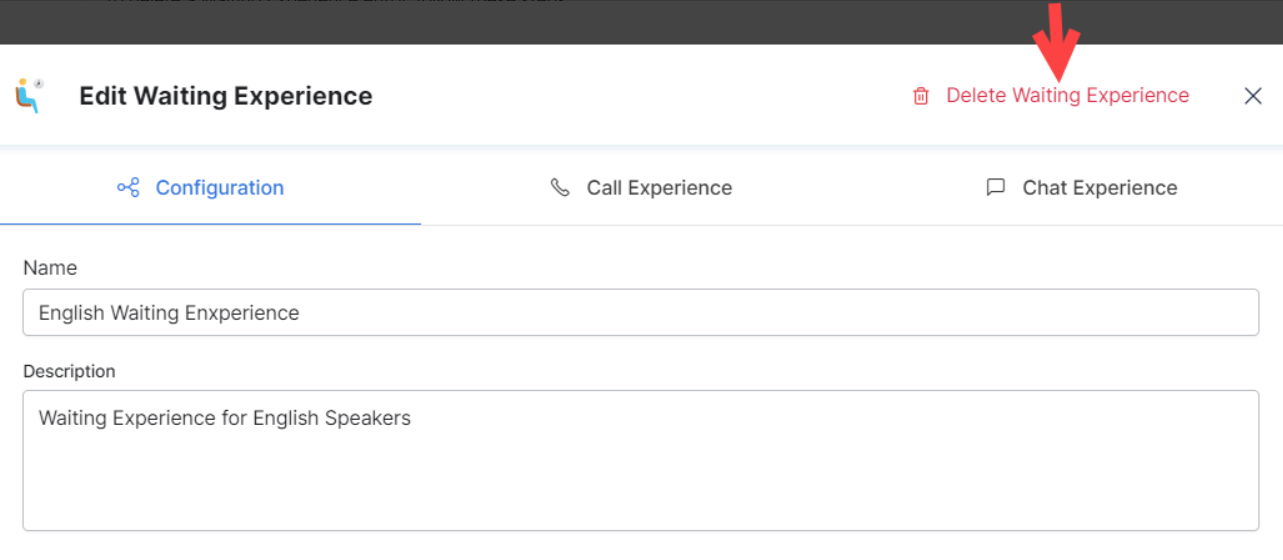 Edit Waiting Experience
Delete Waiting Experience
Configuration
Call Experience
Chat Experience
Name
English Waiting Enxperience
Description
Waiting Experience for English Speakers